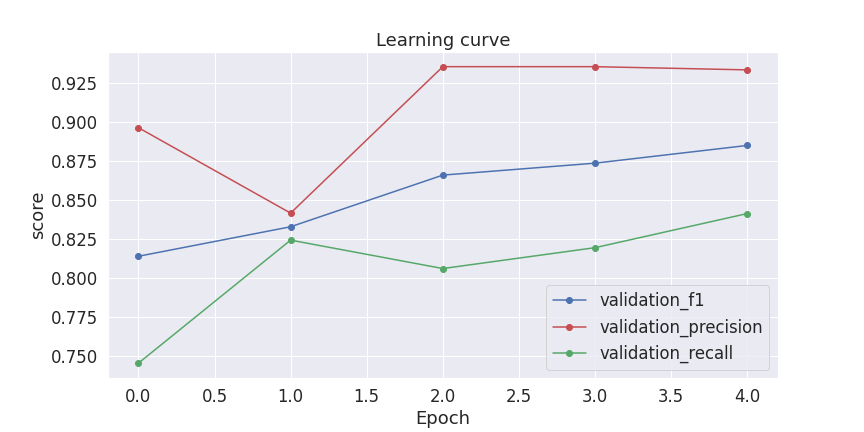 Learning curve
score
0.925
0.900
0.875
0.850
0.825
0.800
0.775
0.750
validation_f1
validation_precision
validation_recall
0.0 0.5 1.0 1.5 2.0 2.5 3.0 3.5 4.0
Epoch